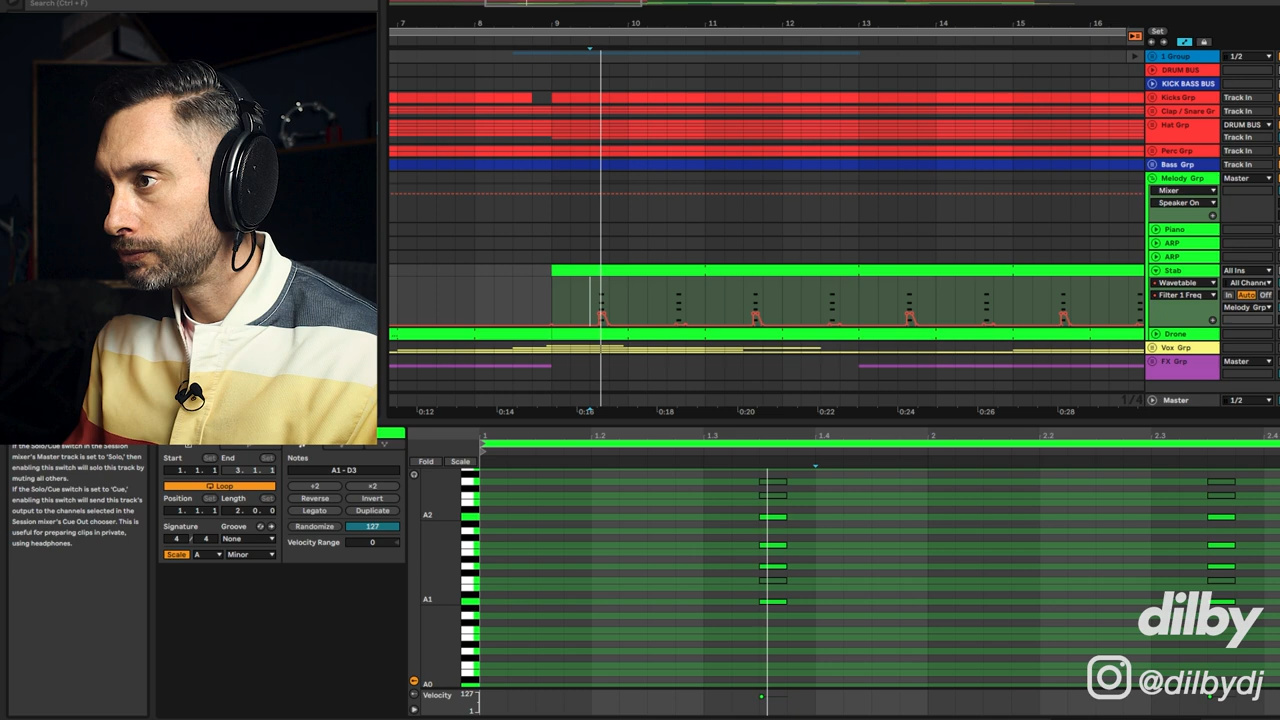 Search (Ctrl + F)
7 8 9 10 11 12 13 14 15 16
Set
1 Group 1/2
DRUM BUS
KICK BASS BUS
Kicks Grp Track In
Clap / Snare Gr Track In
Hat Grp DRUM BUS
Track In
Perc Grp Track In
Bass Grp Track In
Melody Grp Master
Mixer
Speaker On
Piano
ARP
ARP
Stab All Ins
Wavetable All Channe
Filter 1 Freq In Auto Off
Melody Grp
Drone
Vox Grp
FX Grp Master
1/4 Master 1/2
0:12 0:14 0:16 0:18 0:20 0:22 0:24 0:26 0:28
If the Solo/Cue switch in the Session
mixer's Master track is set to 'Solo,' then
enabling this switch will solo this track by
muting all others.
If the Solo/Cue switch is set to 'Cue,'
enabling this switch will send this track's
output to the channels selected in the
Session mixer's Cue Out chooser. This is
useful for preparing clips in private,
using headphones.
Start Set End Set
1. 1. 1 3. 1. 1
Loop
Position Set Length Set
1. 1. 1 2. 0. 0
Signature Groove
4 / 4 None
Scale A Minor
Notes
A1 - D3
÷2 ×2
Reverse Invert
Legato Duplicate
Randomize 127
Velocity Range 0
Fold Scale
1 1.2 1.3 1.4 2 2.2 2.3 2.4
A2
A1
A0
Velocity 127
1
dilby
@dilbydj